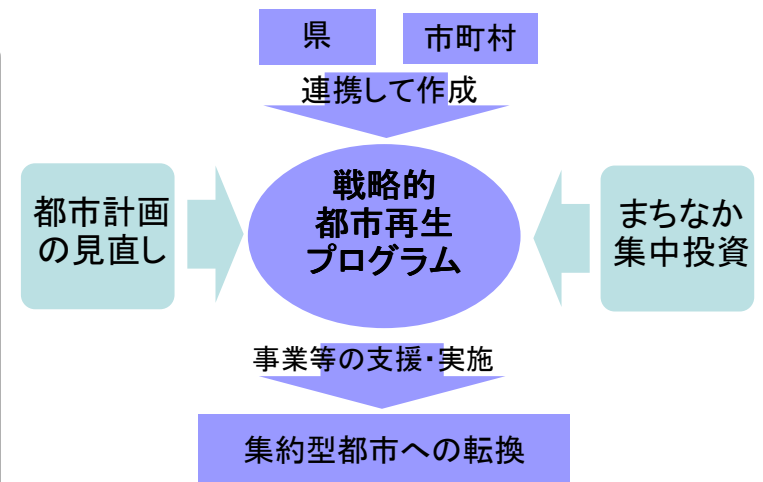 県
市町村
連携して作成
都市計画
の見直し
戦略的
都市再生
プログラム
まちなか
集中投資
事業等の支援・実施
集約型都市への転換